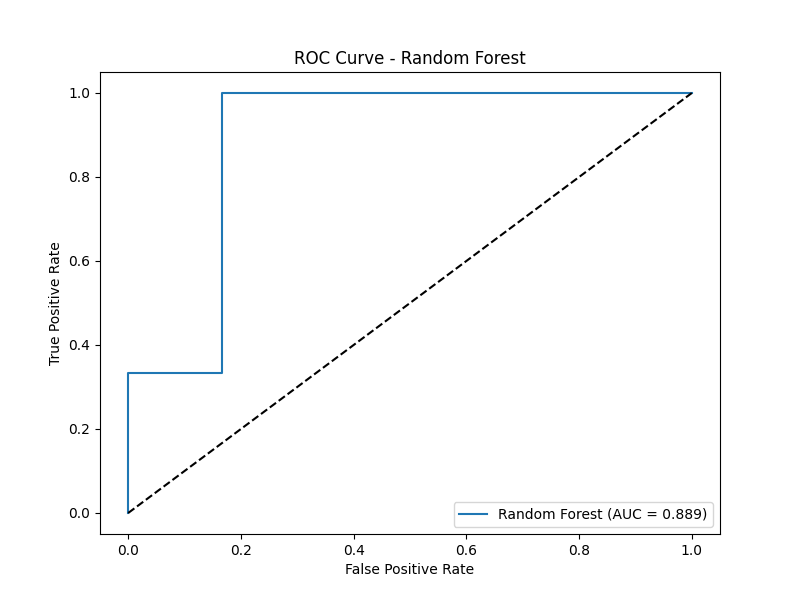 ROC Curve - Random Forest
True Positive Rate
1.0
0.8
0.6
0.4
0.2
0.0
Random Forest (AUC = 0.889)
0.0 0.2 0.4 0.6 0.8 1.0
False Positive Rate